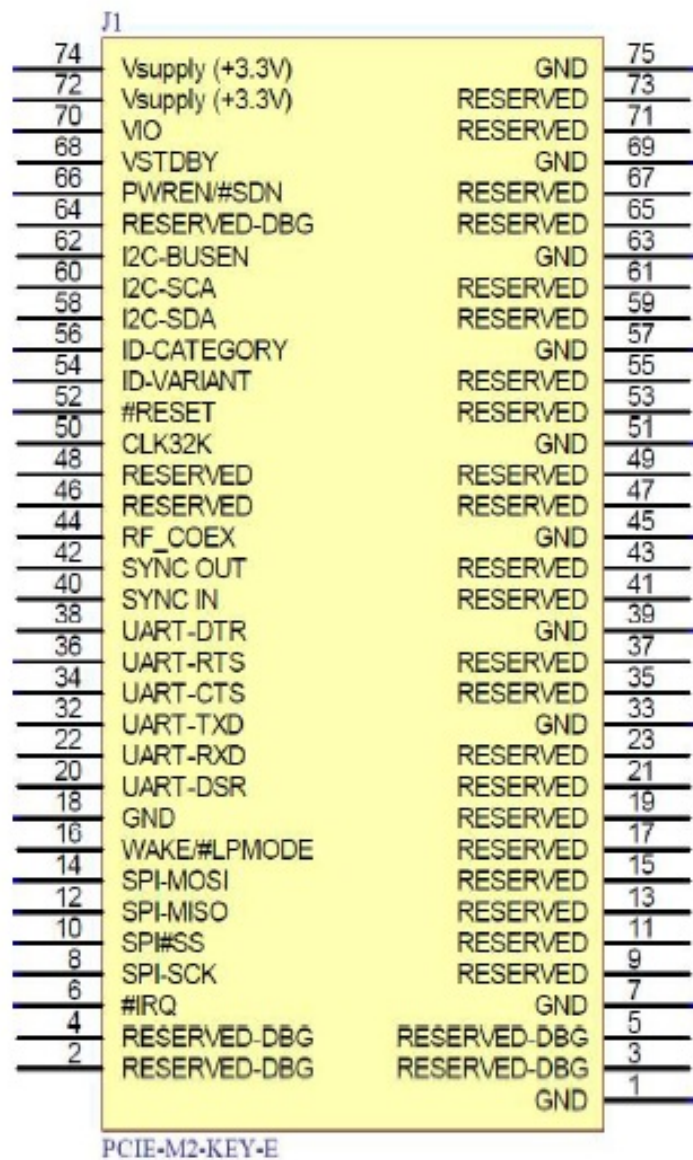 J1
74 Vsupply (+3.3V) GND 75
72 Vsupply (+3.3V) RESERVED 73
70 VIO RESERVED 71
68 VSTDBY GND 69
66 PWREN/#SDN RESERVED 67
64 RESERVED-DBG RESERVED 65
62 I2C-BUSEN GND 63
60 I2C-SCA RESERVED 61
58 I2C-SDA RESERVED 59
56 ID-CATEGORY GND 57
54 ID-VARIANT RESERVED 55
52 #RESET RESERVED 53
50 CLK32K GND 51
48 RESERVED RESERVED 49
46 RESERVED RESERVED 47
44 RF_COEX GND 45
42 SYNC OUT RESERVED 43
40 SYNC IN RESERVED 41
38 UART-DTR GND 39
36 UART-RTS RESERVED 37
34 UART-CTS RESERVED 35
32 UART-TXD GND 33
22 UART-RXD RESERVED 23
20 UART-DSR RESERVED 21
18 GND RESERVED 19
16 WAKE/#LPMODE RESERVED 17
14 SPI-MOSI RESERVED 15
12 SPI-MISO RESERVED 13
10 SPI#SS RESERVED 11
8 SPI-SCK RESERVED 9
6 #IRQ GND 7
4 RESERVED-DBG RESERVED-DBG 5
2 RESERVED-DBG RESERVED-DBG 3
GND 1
PCIE-M2-KEY-E